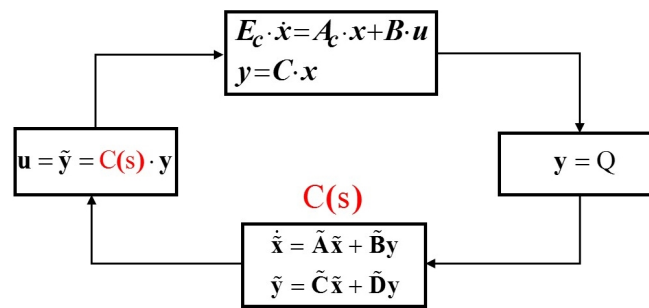 E_c·ẋ=A_c·x+B·u
y=C·x
u = ỹ = C(s)·y
y = Q
C(s)
x̃̇ = Ãx̃ + B̃y
ỹ = C̃x̃ + D̃y